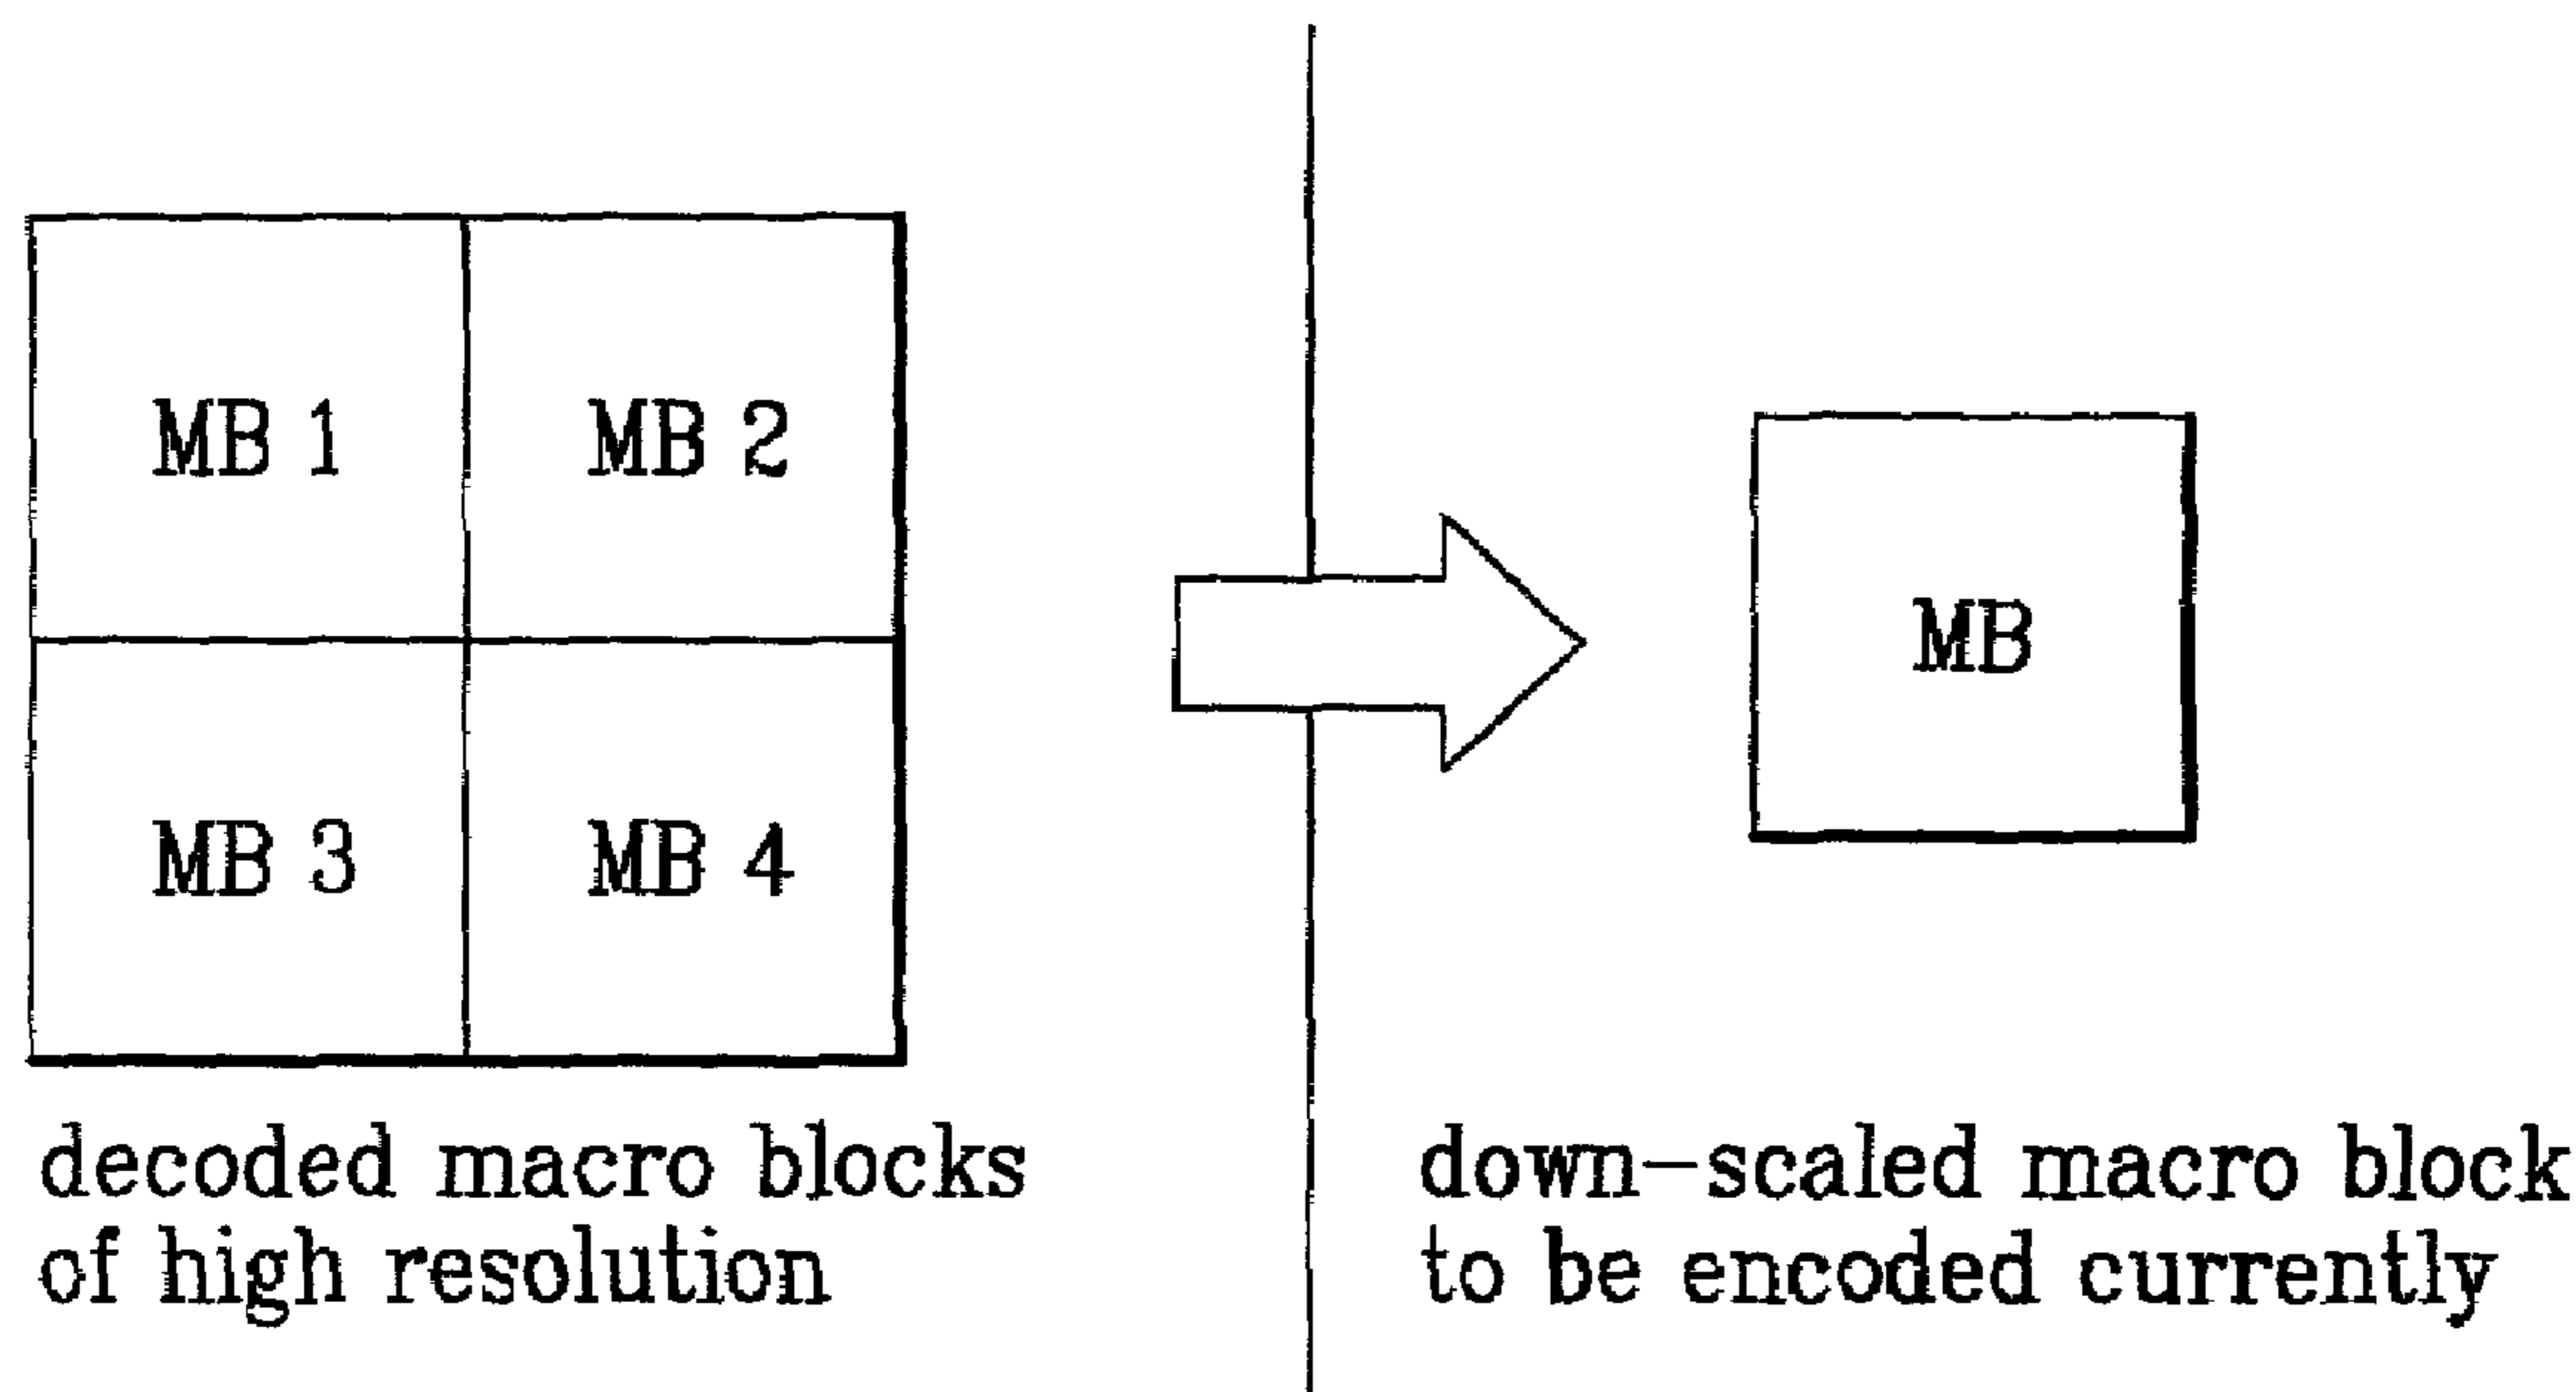 MB 1 MB 2
MB 3 MB 4
MB
decoded macro blocks
of high resolution
down-scaled macro block
to be encoded currently